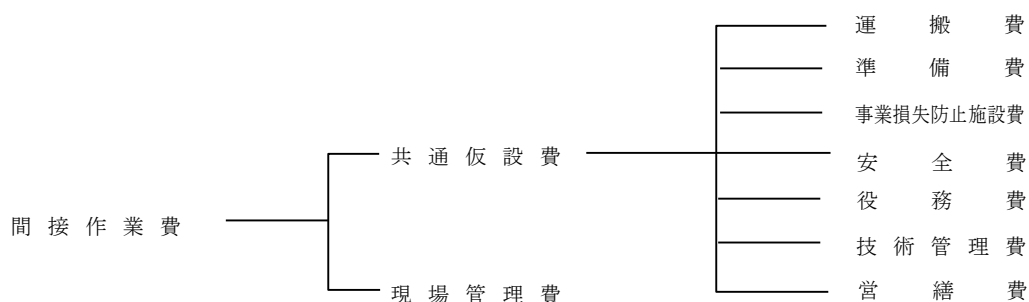 運搬費
準備費
事業損失防止施設費
共通仮設費
安全費
役務費
間接作業費
技術管理費
現場管理費
営繕費